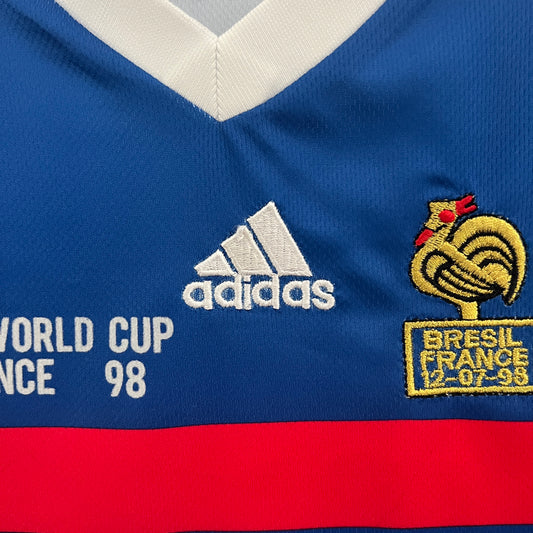 adidas
WORLD CUP
NCE 98
BRESIL
FRANCE
12-07-98